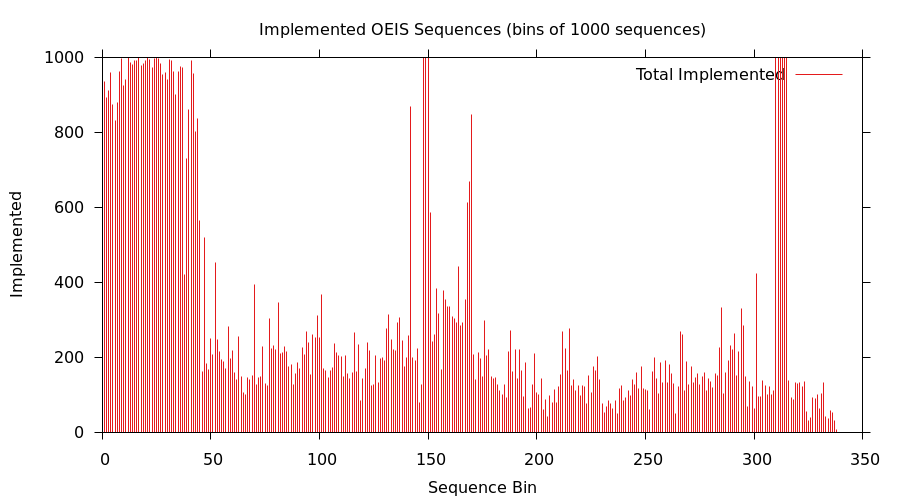 Implemented OEIS Sequences (bins of 1000 sequences)
Total Implemented
1000
800
600
400
200
0
Implemented
0 50 100 150 200 250 300 350
Sequence Bin